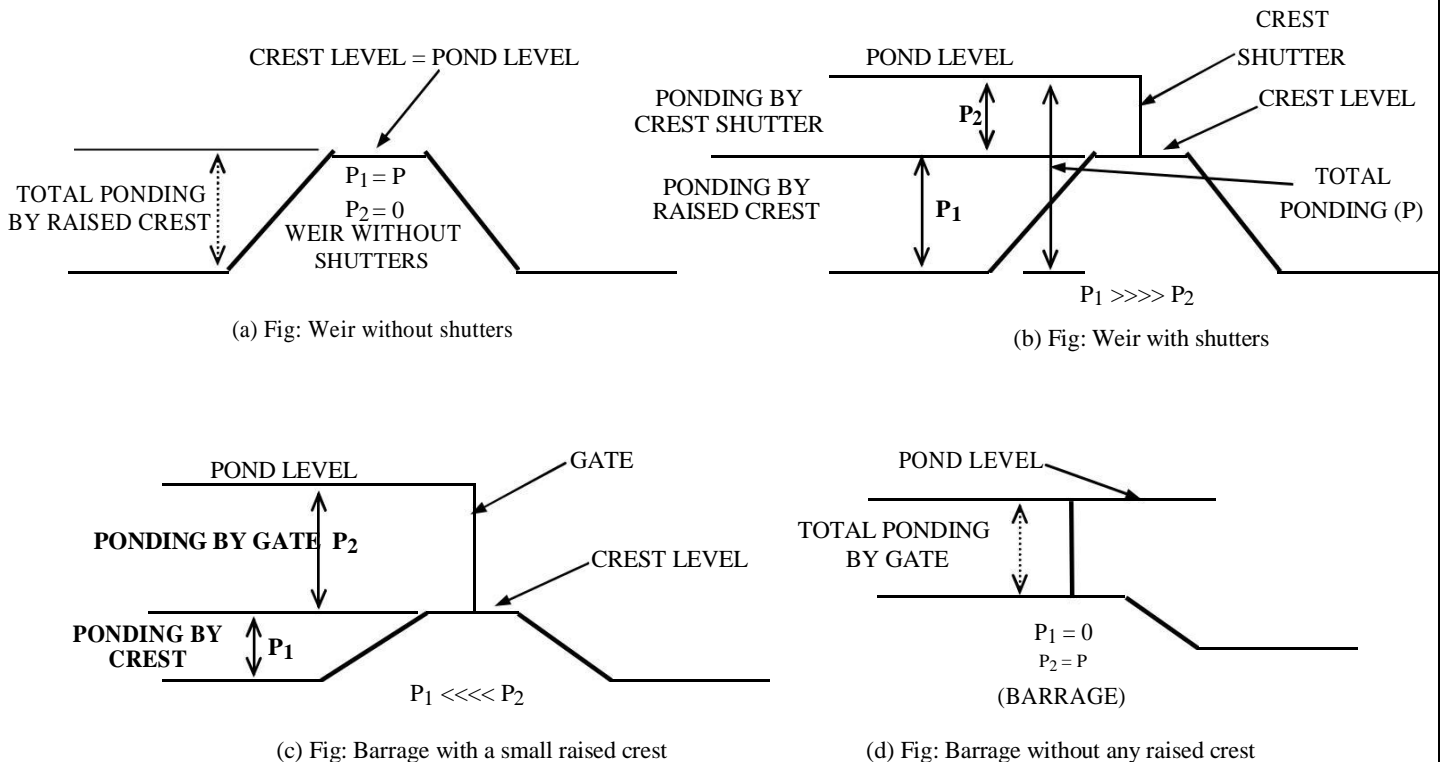 CREST LEVEL = POND LEVEL
TOTAL PONDING
BY RAISED CREST
P1 = P
P2 = 0
WEIR WITHOUT
SHUTTERS
(a) Fig: Weir without shutters
CREST
SHUTTER
POND LEVEL
CREST LEVEL
PONDING BY
CREST SHUTTER
P2
PONDING BY
RAISED CREST
P1
TOTAL
PONDING (P)
P1 >>>> P2
(b) Fig: Weir with shutters
POND LEVEL
GATE
PONDING BY GATE P2
CREST LEVEL
PONDING BY
CREST
P1
P1 <<<< P2
(c) Fig: Barrage with a small raised crest
POND LEVEL
TOTAL PONDING
BY GATE
P1 = 0
P2 = P
(BARRAGE)
(d) Fig: Barrage without any raised crest